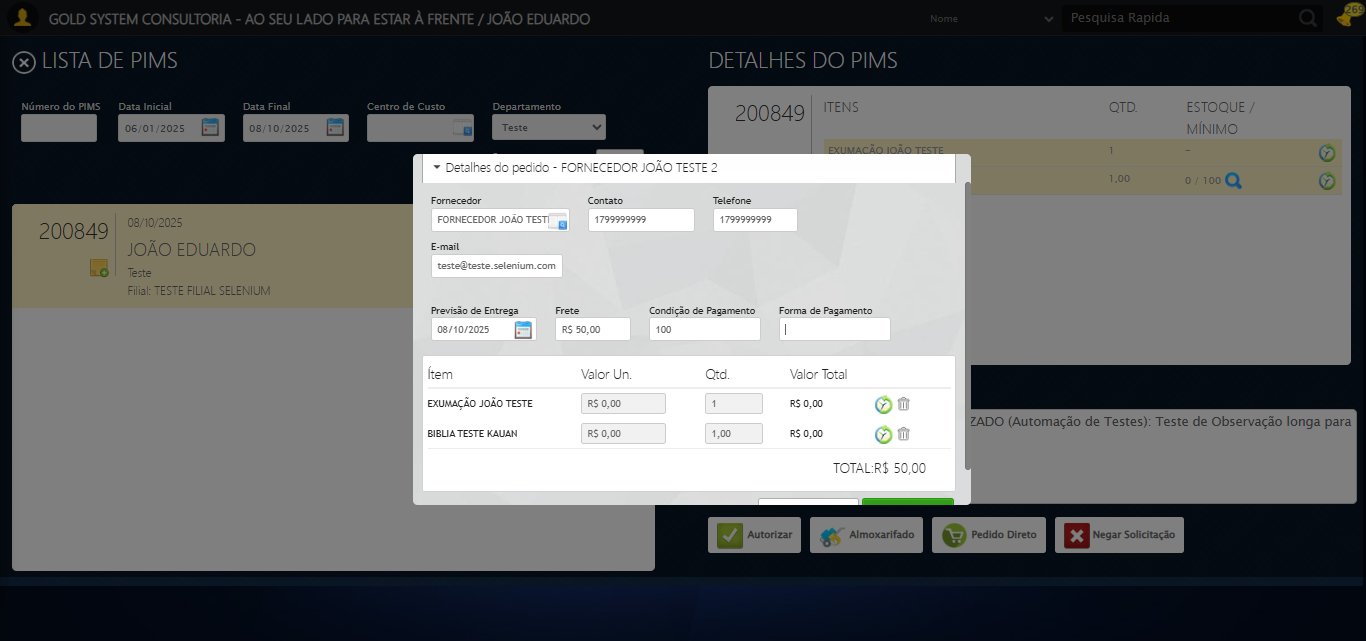 GOLD SYSTEM CONSULTORIA - AO SEU LADO PARA ESTAR À FRENTE / JOÃO EDUARDO
Nome
Pesquisa Rapida
269
LISTA DE PIMS
Número do PIMS
Data Inicial
Data Final
Centro de Custo
Departamento
06/01/2025
08/10/2025
Teste
200849
08/10/2025
JOÃO EDUARDO
Teste
Filial: TESTE FILIAL SELENIUM
DETALHES DO PIMS
200849
ITENS
QTD.
ESTOQUE /
MÍNIMO
EXUMAÇÃO JOÃO TESTE
1
–
1,00
0 / 100
Detalhes do pedido - FORNECEDOR JOÃO TESTE 2
Fornecedor
Contato
Telefone
FORNECEDOR JOÃO TEST
1799999999
1799999999
E-mail
teste@teste.selenium.com
Previsão de Entrega
Frete
Condição de Pagamento
Forma de Pagamento
08/10/2025
R$ 50,00
100
Ítem
Valor Un.
Qtd.
Valor Total
EXUMAÇÃO JOÃO TESTE
R$ 0,00
1
R$ 0,00
BIBLIA TESTE KAUAN
R$ 0,00
1,00
R$ 0,00
TOTAL:R$ 50,00
ZADO (Automação de Testes): Teste de Observação longa para
Autorizar
Almoxarifado
Pedido Direto
Negar Solicitação